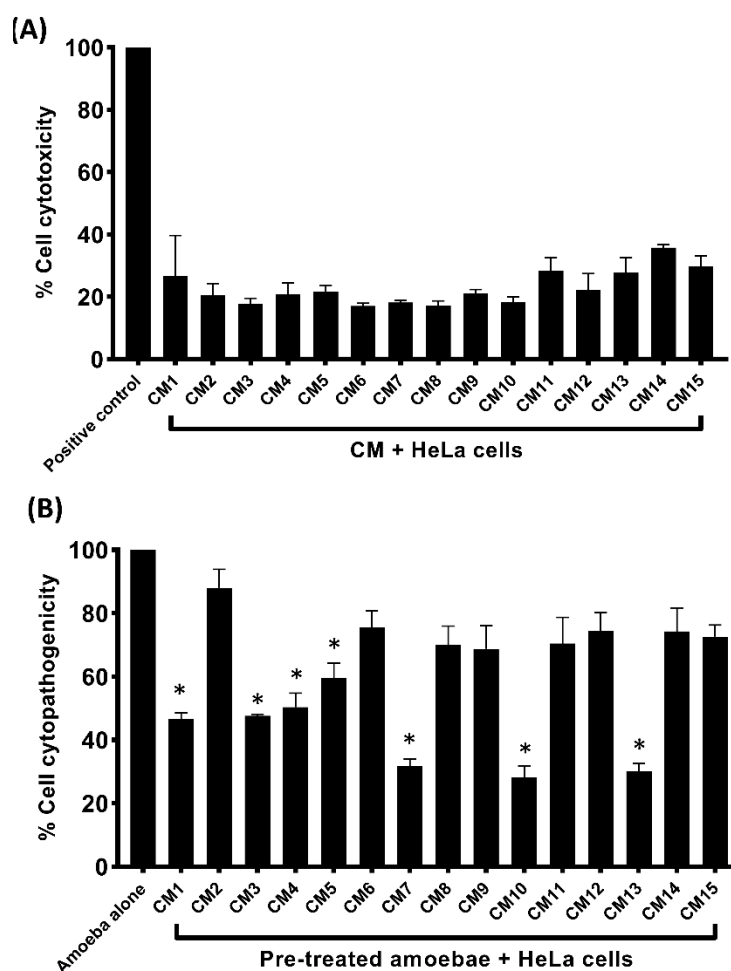 (A)
% Cell cytotoxicity
100
80
60
40
20
0
Positive control
CM1
CM2
CM3
CM4
CM5
CM6
CM7
CM8
CM9
CM10
CM11
CM12
CM13
CM14
CM15
CM + HeLa cells
(B)
% Cell cytopathogenicity
100
80
60
40
20
0
*
*
*
*
*
*
*
Amoeba alone
CM1
CM2
CM3
CM4
CM5
CM6
CM7
CM8
CM9
CM10
CM11
CM12
CM13
CM14
CM15
Pre-treated amoebae + HeLa cells